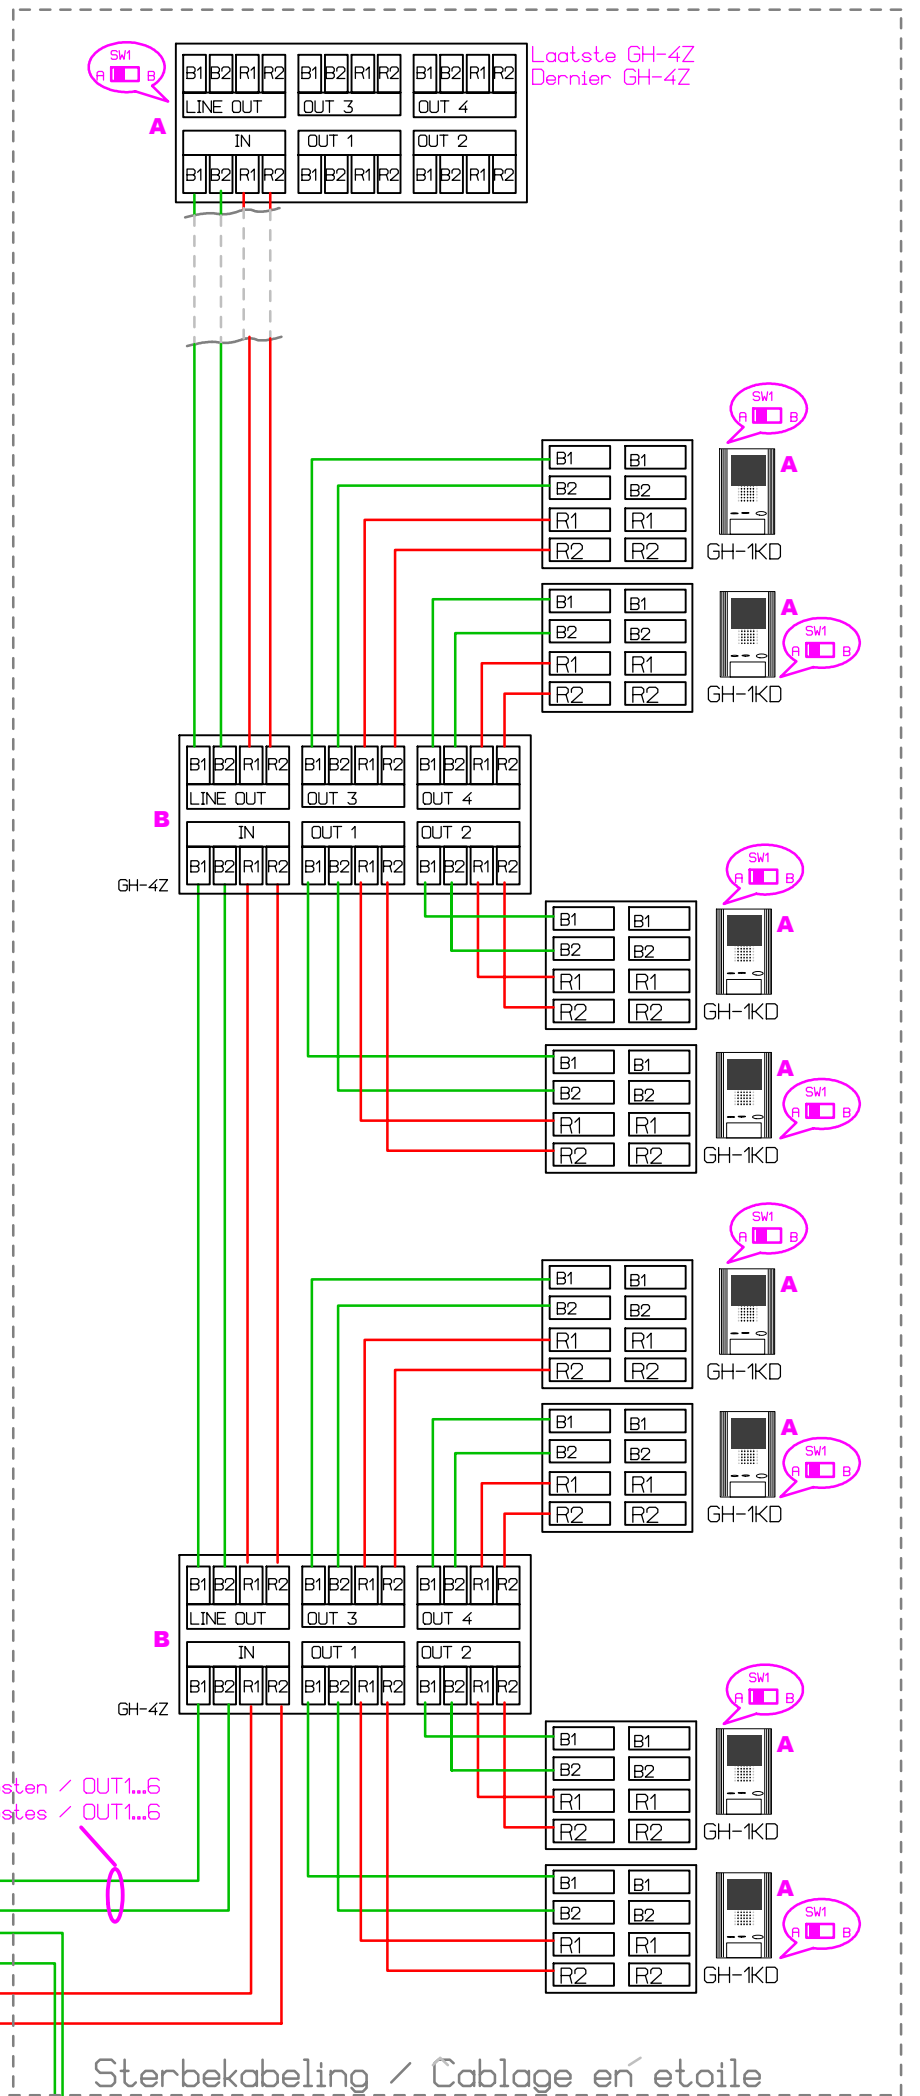 SW1
A B
Laatste GH-4Z
Dernier GH-4Z
B1 B2 R1 R2 B1 B2 R1 R2 B1 B2 R1 R2
LINE OUT OUT 3 OUT 4
A
IN OUT 1 OUT 2
B1 B2 R1 R2 B1 B2 R1 R2 B1 B2 R1 R2
SW1
A B
B1 B1
A
B2 B2
R1 R1
R2 R2
GH-1KD
B1 B1
A
B2 B2
SW1
A B
R1 R1
R2 R2
GH-1KD
B1 B2 R1 R2 B1 B2 R1 R2 B1 B2 R1 R2
LINE OUT OUT 3 OUT 4
B
IN OUT 1 OUT 2
B1 B2 R1 R2 B1 B2 R1 R2 B1 B2 R1 R2
GH-4Z
SW1
A B
B1 B1
A
B2 B2
R1 R1
R2 R2
GH-1KD
B1 B1
A
B2 B2
SW1
A B
R1 R1
R2 R2
GH-1KD
SW1
A B
B1 B1
A
B2 B2
R1 R1
R2 R2
GH-1KD
B1 B1
A
B2 B2
SW1
A B
R1 R1
R2 R2
GH-1KD
B1 B2 R1 R2 B1 B2 R1 R2 B1 B2 R1 R2
LINE OUT OUT 3 OUT 4
B
IN OUT 1 OUT 2
B1 B2 R1 R2 B1 B2 R1 R2 B1 B2 R1 R2
GH-4Z
SW1
A B
B1 B1
A
B2 B2
R1 R1
R2 R2
GH-1KD
sten / OUT1...6
stes / OUT1...6
B1 B1
A
B2 B2
SW1
A B
R1 R1
R2 R2
GH-1KD
Sterbekabeling / Cablage en etoile